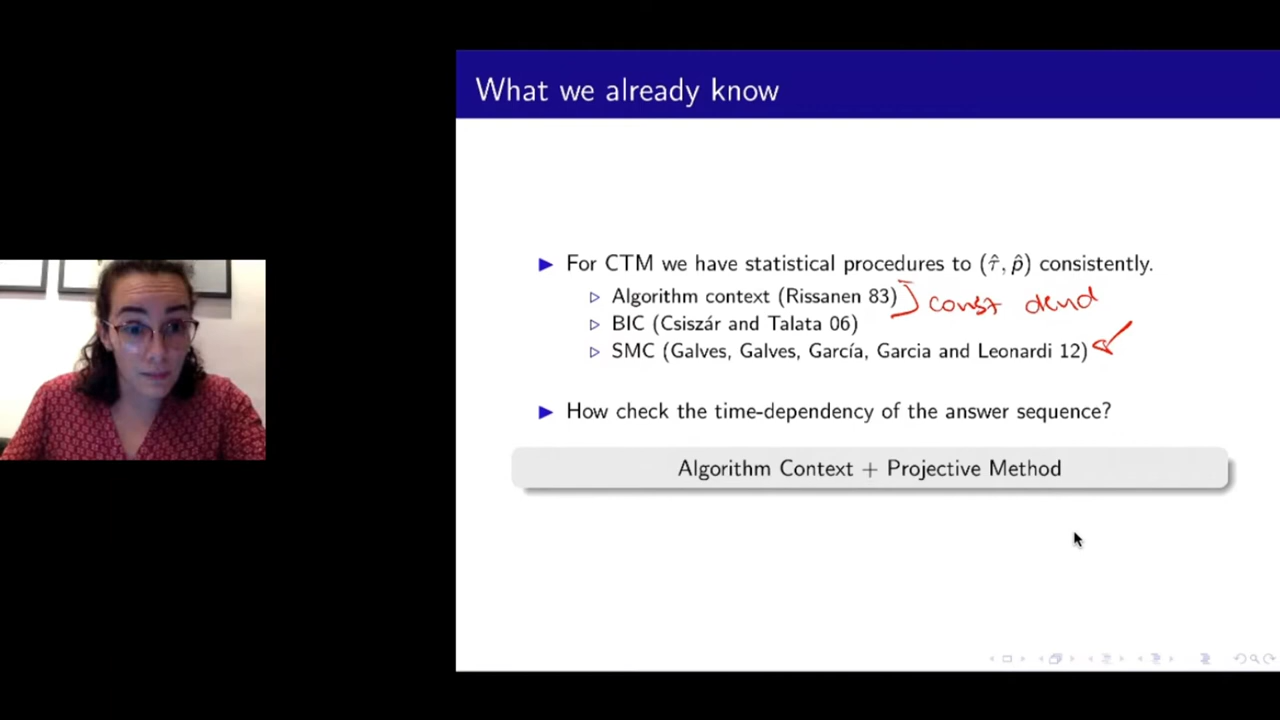 What we already know
▶ For CTM we have statistical procedures to (τ̂, p̂) consistently.
▷ Algorithm context (Rissanen 83) const
▷ BIC (Csiszár and Talata 06)
▷ SMC (Galves, Galves, García, Garcia and Leonardi 12)
▶ How check the time-dependency of the answer sequence?
Algorithm Context + Projective Method